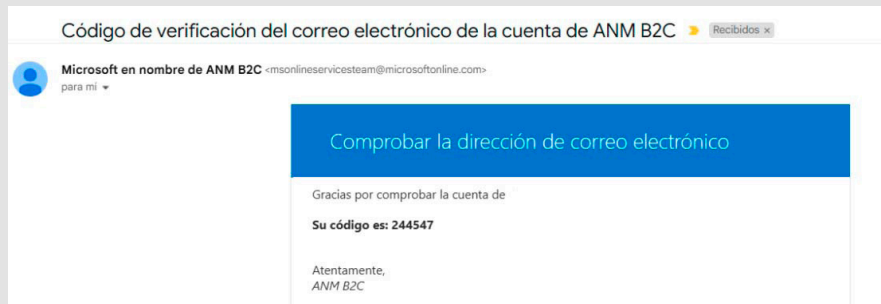 Código de verificación del correo electrónico de la cuenta de ANM B2C Recibidos ×
Microsoft en nombre de ANM B2C <msonlineservicesteam@microsoftonline.com>
para mi
Comprobar la dirección de correo electrónico
Gracias por comprobar la cuenta de
Su código es: 244547
Atentamente,
ANM B2C